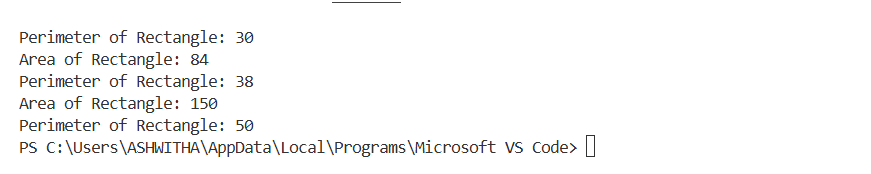 Perimeter of Rectangle: 30
Area of Rectangle: 84
Perimeter of Rectangle: 38
Area of Rectangle: 150
Perimeter of Rectangle: 50
PS C:\Users\ASHWITHA\AppData\Local\Programs\Microsoft VS Code>